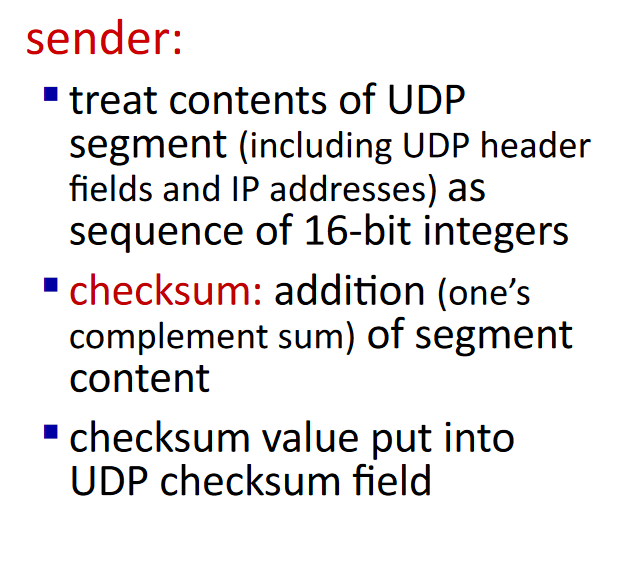 sender:
▪ treat contents of UDP
segment (including UDP header
fields and IP addresses) as
sequence of 16-bit integers
▪ checksum: addition (one’s
complement sum) of segment
content
▪ checksum value put into
UDP checksum field